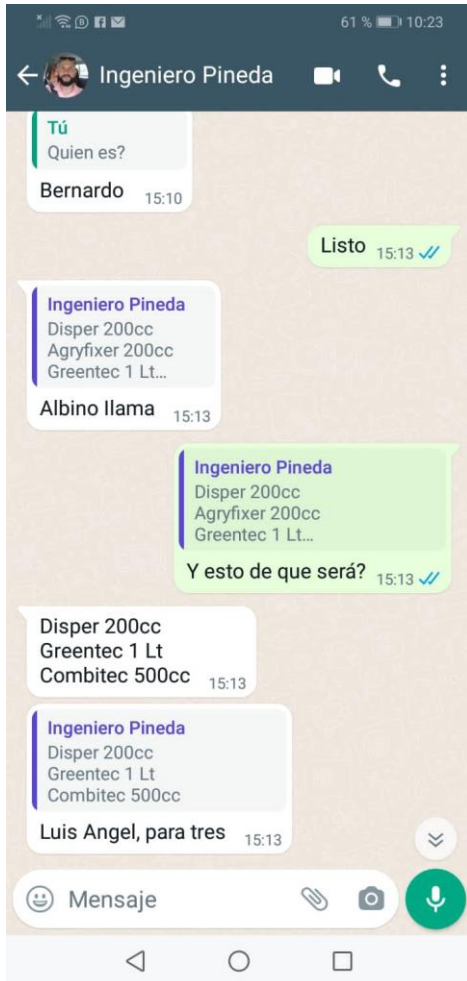 61 % 10:23
Ingeniero Pineda
Tú
Quien es?
Bernardo 15:10
Listo 15:13
Ingeniero Pineda
Disper 200cc
Agryfixer 200cc
Greentec 1 Lt...
Albino Ilama 15:13
Ingeniero Pineda
Disper 200cc
Agryfixer 200cc
Greentec 1 Lt...
Y esto de que será? 15:13
Disper 200cc
Greentec 1 Lt
Combitec 500cc 15:13
Ingeniero Pineda
Disper 200cc
Greentec 1 Lt
Combitec 500cc
Luis Angel, para tres 15:13
Mensaje